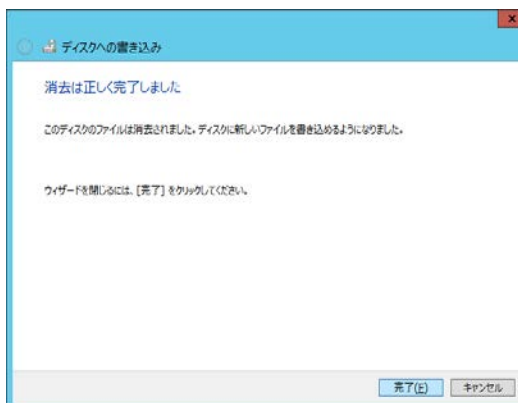 ディスクへの書き込み
消去は正しく完了しました
このディスクのファイルは消去されました。ディスクに新しいファイルを書き込めるようになりました。
ウィザードを閉じるには、[完了] をクリックしてください。
完了(F)
キャンセル